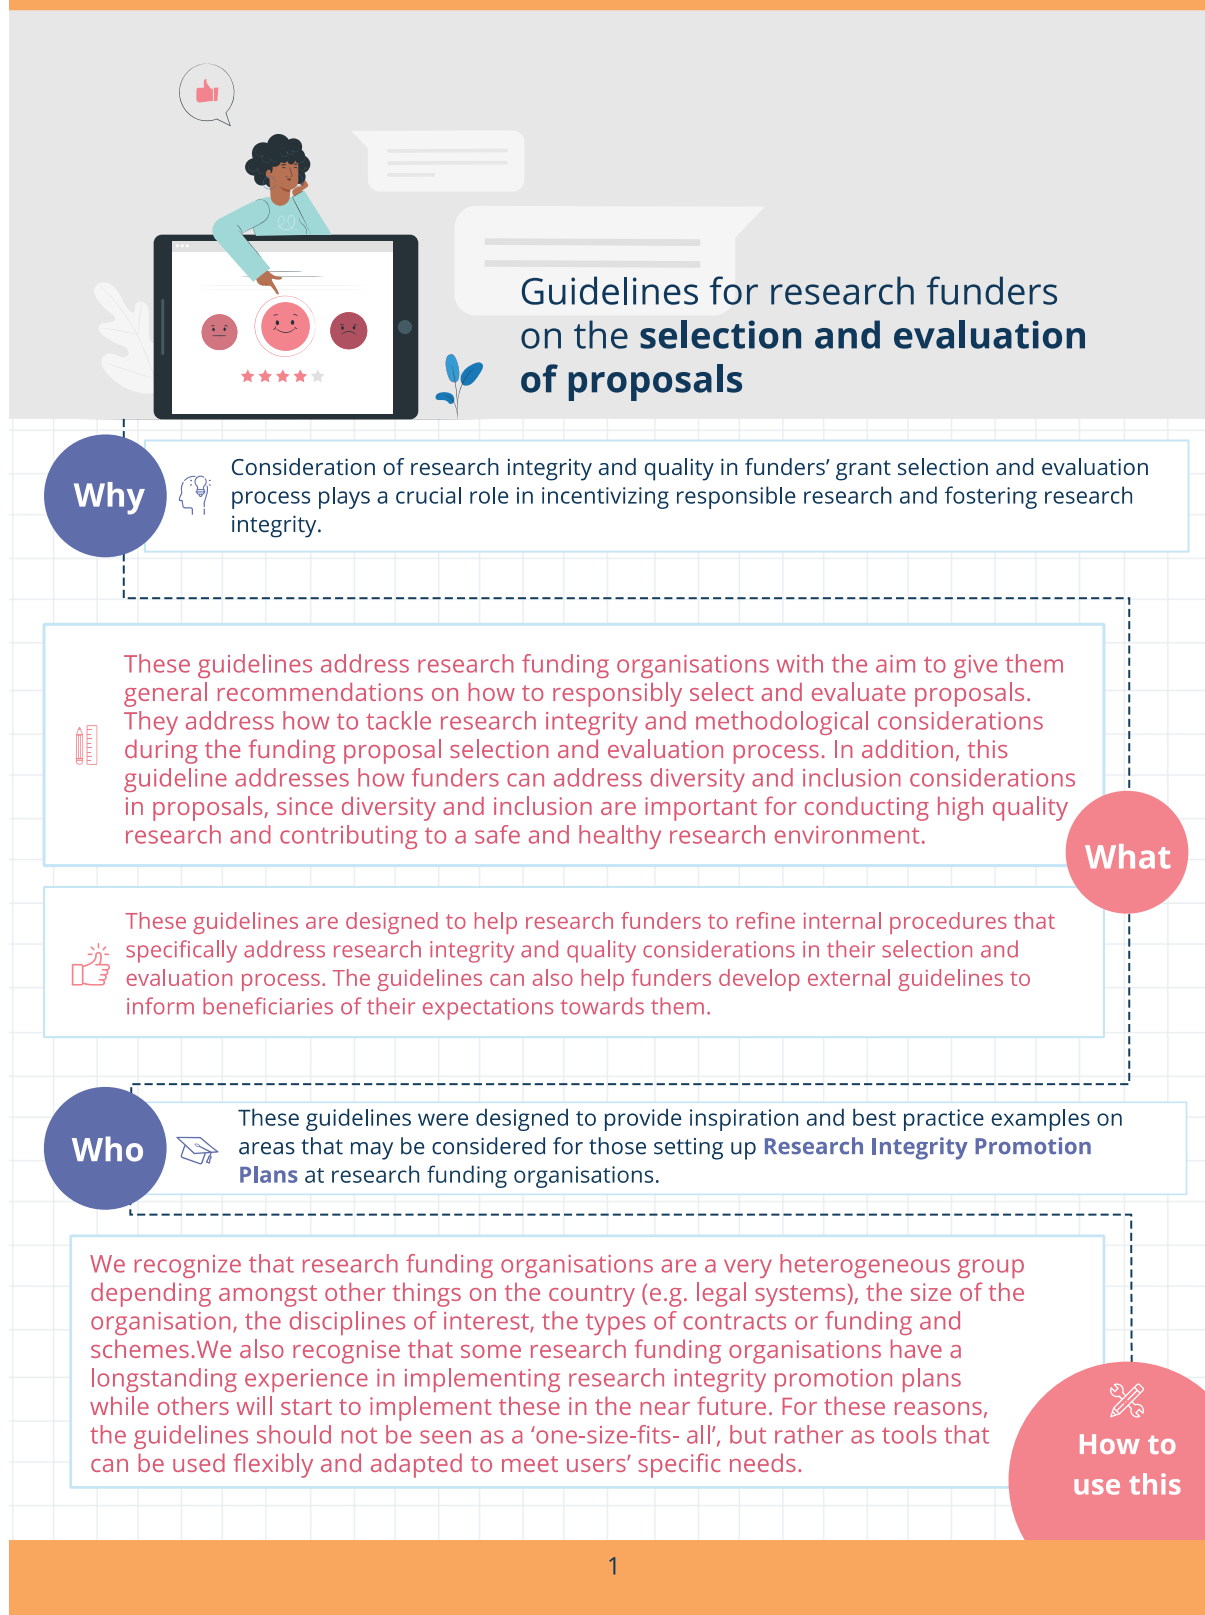 Guidelines for research funders
on the selection and evaluation
of proposals
Why
Consideration of research integrity and quality in funders’ grant selection and evaluation
process plays a crucial role in incentivizing responsible research and fostering research
integrity.
These guidelines address research funding organisations with the aim to give them
general recommendations on how to responsibly select and evaluate proposals.
They address how to tackle research integrity and methodological considerations
during the funding proposal selection and evaluation process. In addition, this
guideline addresses how funders can address diversity and inclusion considerations
in proposals, since diversity and inclusion are important for conducting high quality
research and contributing to a safe and healthy research environment.
What
These guidelines are designed to help research funders to refine internal procedures that
specifically address research integrity and quality considerations in their selection and
evaluation process. The guidelines can also help funders develop external guidelines to
inform beneficiaries of their expectations towards them.
Who
These guidelines were designed to provide inspiration and best practice examples on
areas that may be considered for those setting up Research Integrity Promotion
Plans at research funding organisations.
We recognize that research funding organisations are a very heterogeneous group
depending amongst other things on the country (e.g. legal systems), the size of the
organisation, the disciplines of interest, the types of contracts or funding and
schemes.We also recognise that some research funding organisations have a
longstanding experience in implementing research integrity promotion plans
while others will start to implement these in the near future. For these reasons,
the guidelines should not be seen as a ‘one-size-fits- all’, but rather as tools that
can be used flexibly and adapted to meet users’ specific needs.
How to
use this
1